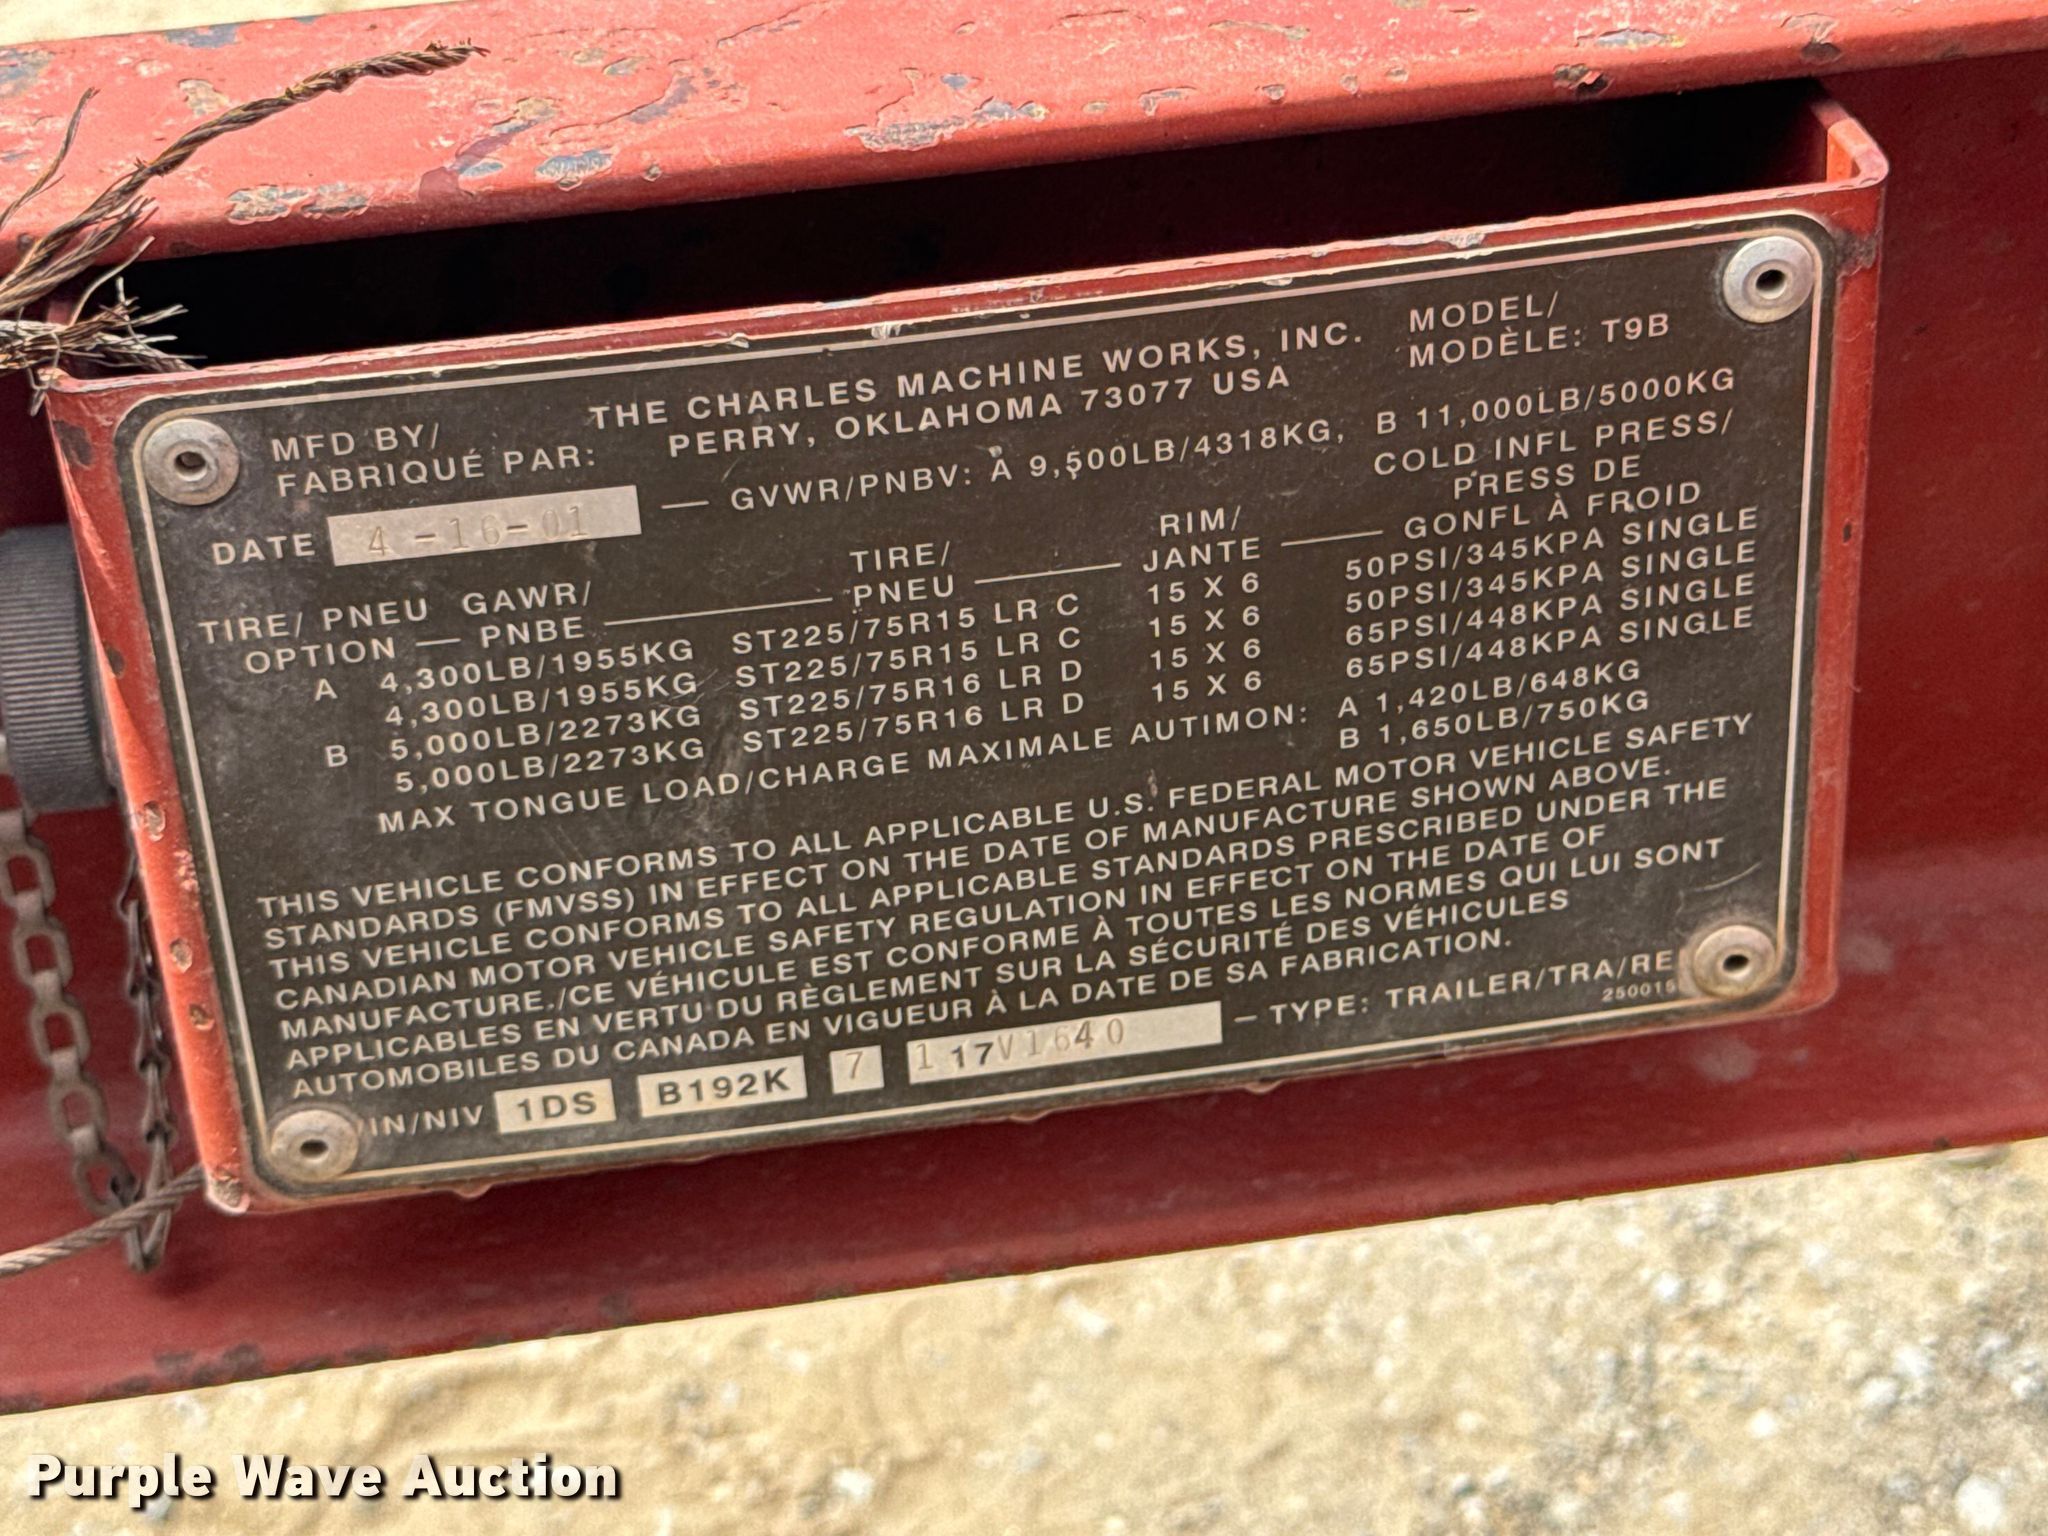 MFD BY/ THE CHARLES MACHINE WORKS, INC. MODEL/
FABRIQUÉ PAR: PERRY, OKLAHOMA 73077 USA MODÈLE: T9B
DATE 4-16-01 — GVWR/PNBV: A 9,500LB/4318KG, B 11,000LB/5000KG
COLD INFL PRESS/
PRESS DE
TIRE/ PNEU GAWR/ TIRE/ RIM/ GONFL À FROID
OPTION — PNBE — PNEU — JANTE —
A 4,300LB/1955KG ST225/75R15 LR C 15 X 6 50PSI/345KPA SINGLE
4,300LB/1955KG ST225/75R15 LR C 15 X 6 50PSI/345KPA SINGLE
B 5,000LB/2273KG ST225/75R16 LR D 15 X 6 65PSI/448KPA SINGLE
5,000LB/2273KG ST225/75R16 LR D 15 X 6 65PSI/448KPA SINGLE
MAX TONGUE LOAD/CHARGE MAXIMALE AUTIMON: A 1,420LB/648KG
B 1,650LB/750KG
THIS VEHICLE CONFORMS TO ALL APPLICABLE U.S. FEDERAL MOTOR VEHICLE SAFETY
STANDARDS (FMVSS) IN EFFECT ON THE DATE OF MANUFACTURE SHOWN ABOVE.
THIS VEHICLE CONFORMS TO ALL APPLICABLE STANDARDS PRESCRIBED UNDER THE
CANADIAN MOTOR VEHICLE SAFETY REGULATION IN EFFECT ON THE DATE OF
MANUFACTURE./CE VÉHICULE EST CONFORME À TOUTES LES NORMES QUI LUI SONT
APPLICABLES EN VERTU DU RÈGLEMENT SUR LA SÉCURITÉ DES VÉHICULES
AUTOMOBILES DU CANADA EN VIGUEUR À LA DATE DE SA FABRICATION.
VIN/NIV 1DS B192K 7 1 17V1640 — TYPE: TRAILER/TRA/RE
250015
Purple Wave Auction